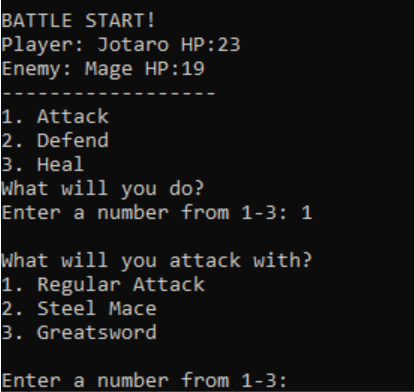 BATTLE START!
Player: Jotaro HP:23
Enemy: Mage HP:19
------------------
1. Attack
2. Defend
3. Heal
What will you do?
Enter a number from 1-3: 1
What will you attack with?
1. Regular Attack
2. Steel Mace
3. Greatsword
Enter a number from 1-3: